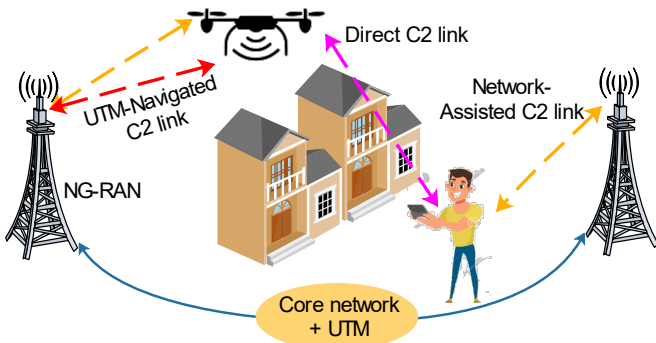 Direct C2 link
UTM-Navigated
C2 link
Network-
Assisted C2 link
NG-RAN
Core network
+ UTM